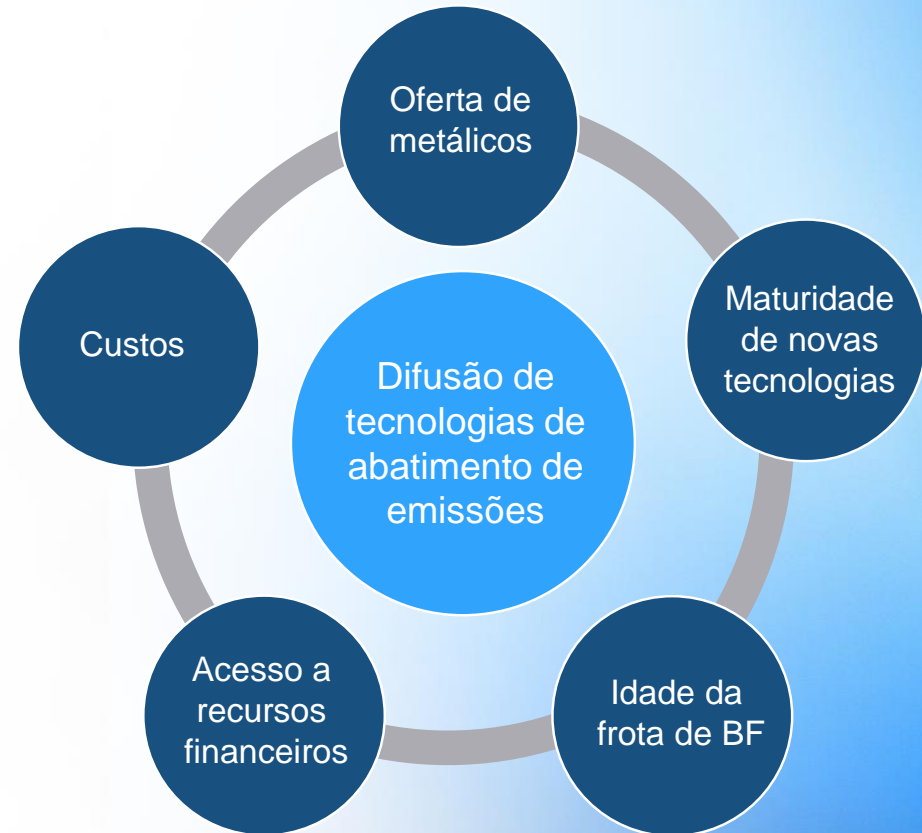 Oferta de
metálicos
Maturidade
de novas
tecnologias
Custos
Difusão de
tecnologias de
abatimento de
emissões
Acesso a
recursos
financeiros
Idade da
frota de BF